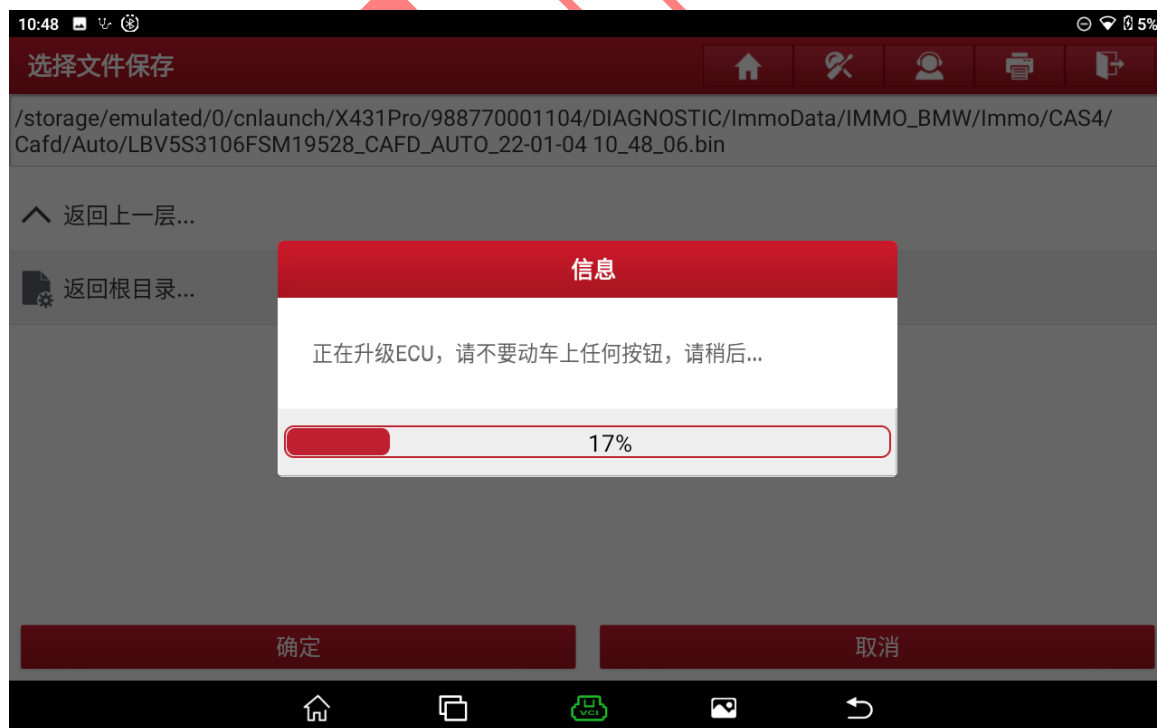 10:48
5%
选择文件保存
/storage/emulated/0/cnlaunch/X431Pro/988770001104/DIAGNOSTIC/ImmoData/IMMO_BMW/Immo/CAS4/
Cafd/Auto/LBV5S3106FSM19528_CAFD_AUTO_22-01-04 10_48_06.bin
返回上一层...
返回根目录...
信息
正在升级ECU，请不要动车上任何按钮，请稍后...
17%
确定
取消
VCI